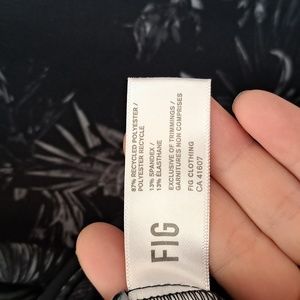 87% RECYCLED POLYESTER /
POLYESTER RECYCLE
13% SPANDEX /
13% ELASTHANE
EXCLUSIVE OF TRIMMINGS /
GARNITURES NON COMPRISES
FIG CLOTHING
CA 41607
FIG